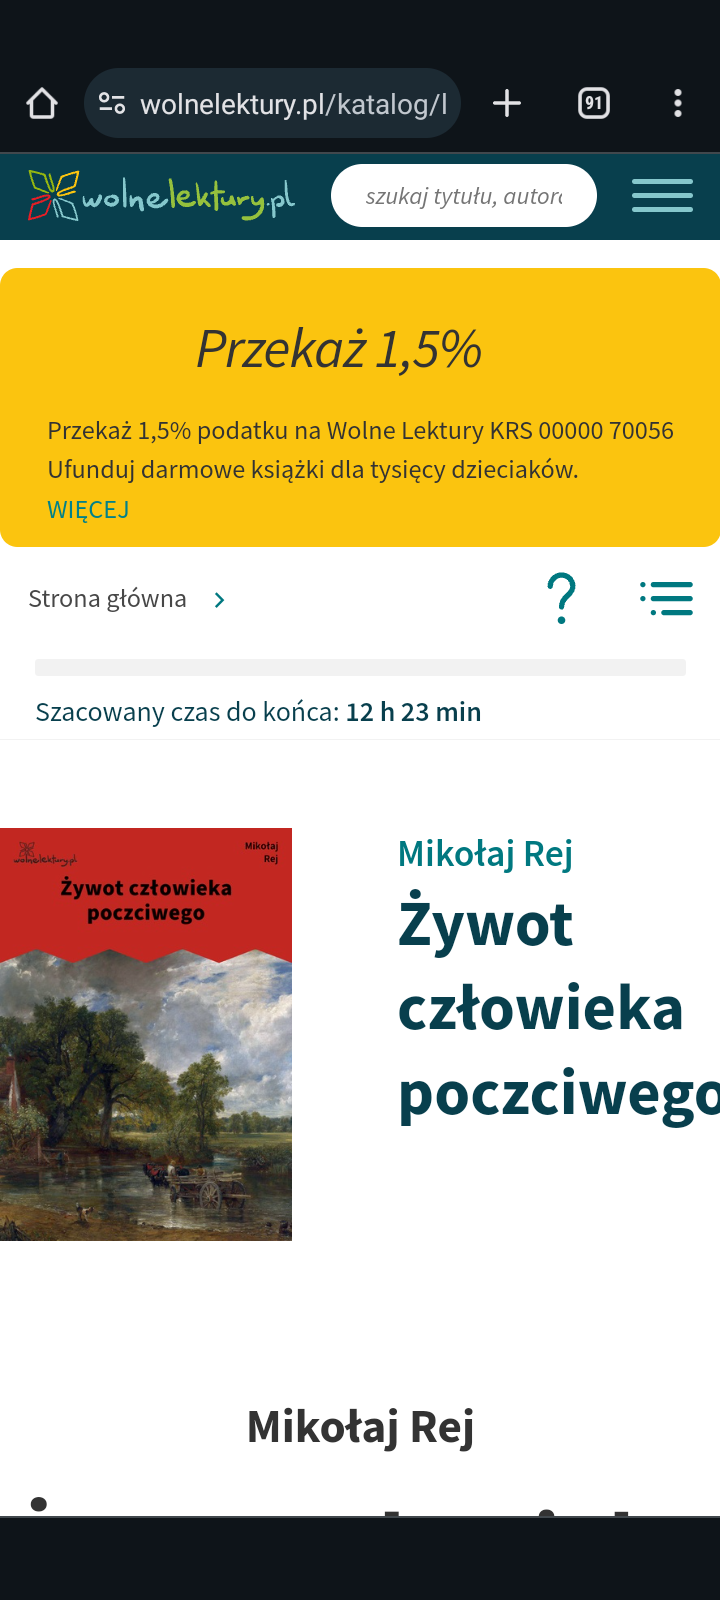 wolnelektury.pl/katalog/l
91
wolnelektury.pl
szukaj tytułu, autor
Przekaż 1,5%
Przekaż 1,5% podatku na Wolne Lektury KRS 00000 70056
Ufunduj darmowe książki dla tysięcy dzieciaków.
WIĘCEJ
Strona główna
Szacowany czas do końca: 12 h 23 min
wolnelektury.pl
Mikołaj
Rej
Żywot człowieka
poczciwego
Mikołaj Rej
Żywot
człowieka
poczciwego
Mikołaj Rej